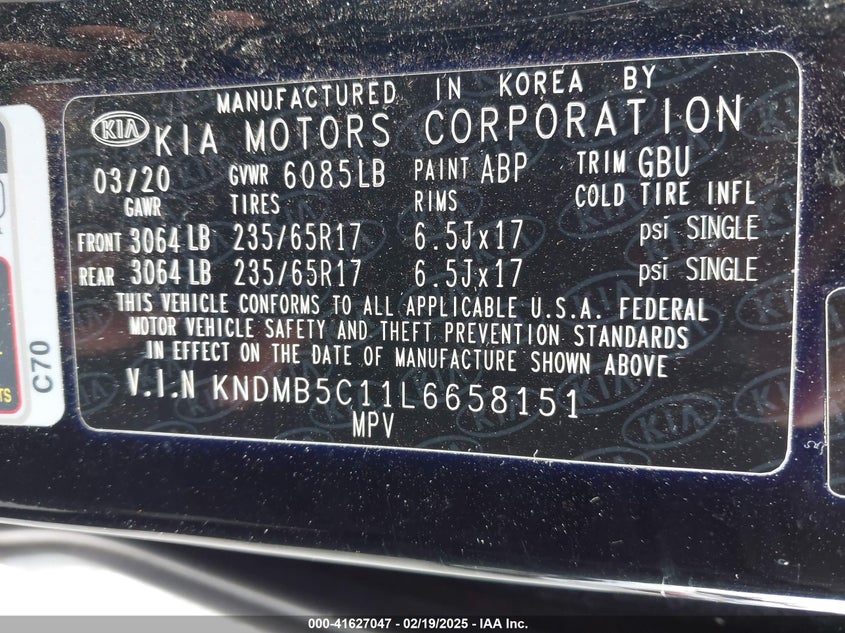 MANUFACTURED IN KOREA BY
KIA KIA MOTORS CORPORATION
03/20 GVWR 6085LB PAINT ABP TRIM GBU
GAWR TIRES RIMS COLD TIRE INFL
FRONT 3064 LB 235/65R17 6.5Jx17 psi SINGLE
REAR 3064 LB 235/65R17 6.5Jx17 psi SINGLE
THIS VEHICLE CONFORMS TO ALL APPLICABLE U.S.A. FEDERAL
MOTOR VEHICLE SAFETY AND THEFT PREVENTION STANDARDS
IN EFFECT ON THE DATE OF MANUFACTURE SHOWN ABOVE
V.I.N KNDMB5C11L6658151
MPV
C70
000-41627047 - 02/19/2025 - IAA Inc.